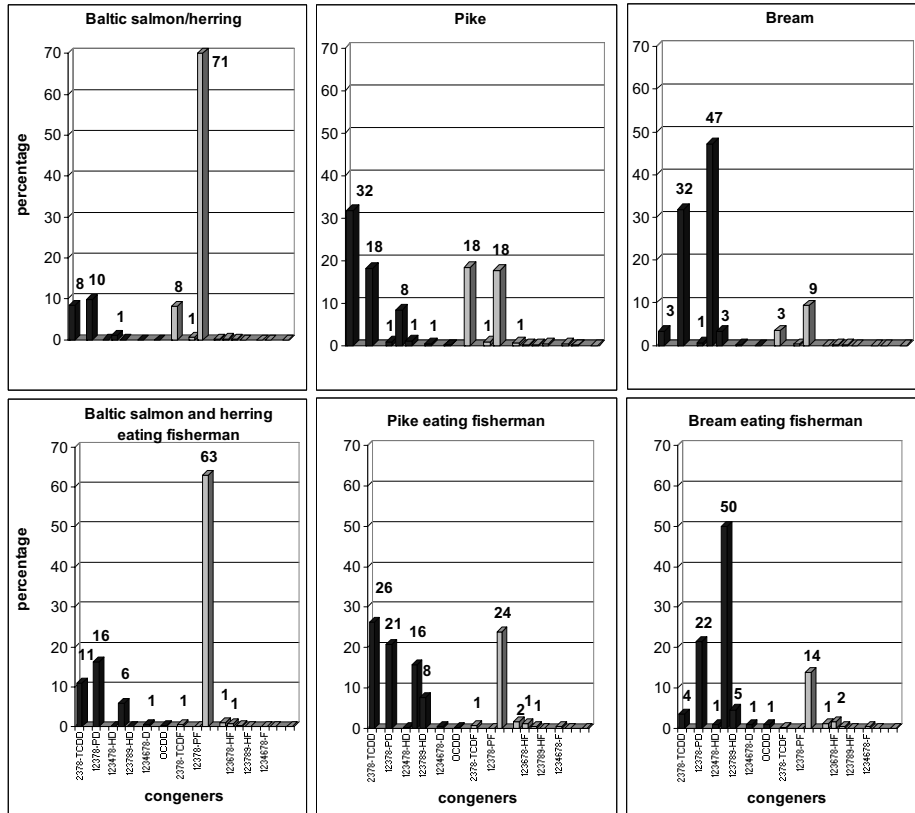 Baltic salmon/herring
percentage
70
60
50
40
30
20
10
0
8
10
1
8
1
71
Pike
70
60
50
40
30
20
10
0
32
18
1
8
1
1
18
1
18
1
Bream
70
60
50
40
30
20
10
0
3
32
1
47
3
3
9
Baltic salmon and herring
eating fisherman
percentage
70
60
50
40
30
20
10
0
11
16
6
1
1
63
1
1
2378-TCDD
12378-PD
123478-HD
123789-HD
1234678-D
OCDD
2378-TCDF
12378-PF
123678-HF
123789-HF
1234678-F
congeners
Pike eating fisherman
70
60
50
40
30
20
10
0
26
21
16
8
1
24
2
1
1
2378-TCDD
12378-PD
123478-HD
123789-HD
1234678-D
OCDD
2378-TCDF
12378-PF
123678-HF
123789-HF
1234678-F
congeners
Bream eating fisherman
70
60
50
40
30
20
10
0
4
22
1
50
5
1
1
14
1
2
2378-TCDD
12378-PD
123478-HD
123789-HD
1234678-D
OCDD
2378-TCDF
12378-PF
123678-HF
123789-HF
1234678-F
congeners